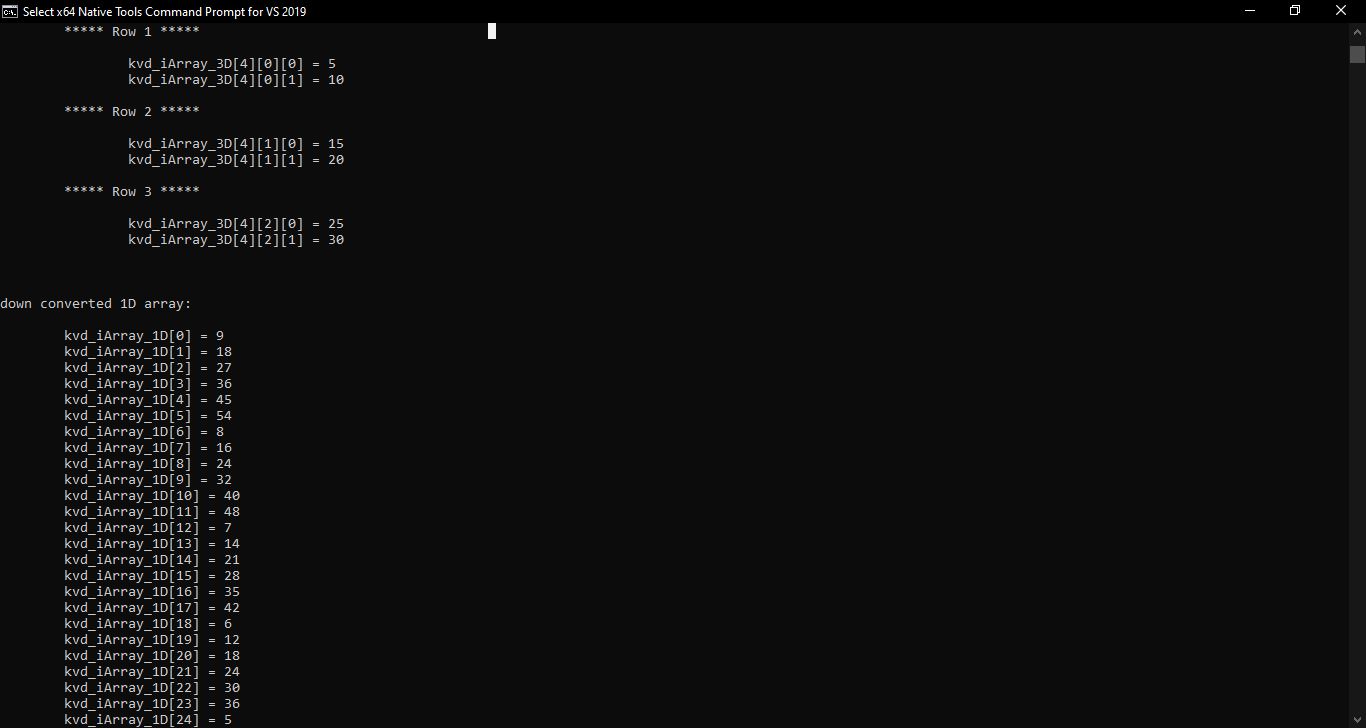 Select x64 Native Tools Command Prompt for VS 2019
***** Row 1 *****
kvd_iArray_3D[4][0][0] = 5
kvd_iArray_3D[4][0][1] = 10
***** Row 2 *****
kvd_iArray_3D[4][1][0] = 15
kvd_iArray_3D[4][1][1] = 20
***** Row 3 *****
kvd_iArray_3D[4][2][0] = 25
kvd_iArray_3D[4][2][1] = 30
down converted 1D array:
kvd_iArray_1D[0] = 9
kvd_iArray_1D[1] = 18
kvd_iArray_1D[2] = 27
kvd_iArray_1D[3] = 36
kvd_iArray_1D[4] = 45
kvd_iArray_1D[5] = 54
kvd_iArray_1D[6] = 8
kvd_iArray_1D[7] = 16
kvd_iArray_1D[8] = 24
kvd_iArray_1D[9] = 32
kvd_iArray_1D[10] = 40
kvd_iArray_1D[11] = 48
kvd_iArray_1D[12] = 7
kvd_iArray_1D[13] = 14
kvd_iArray_1D[14] = 21
kvd_iArray_1D[15] = 28
kvd_iArray_1D[16] = 35
kvd_iArray_1D[17] = 42
kvd_iArray_1D[18] = 6
kvd_iArray_1D[19] = 12
kvd_iArray_1D[20] = 18
kvd_iArray_1D[21] = 24
kvd_iArray_1D[22] = 30
kvd_iArray_1D[23] = 36
kvd_iArray_1D[24] = 5